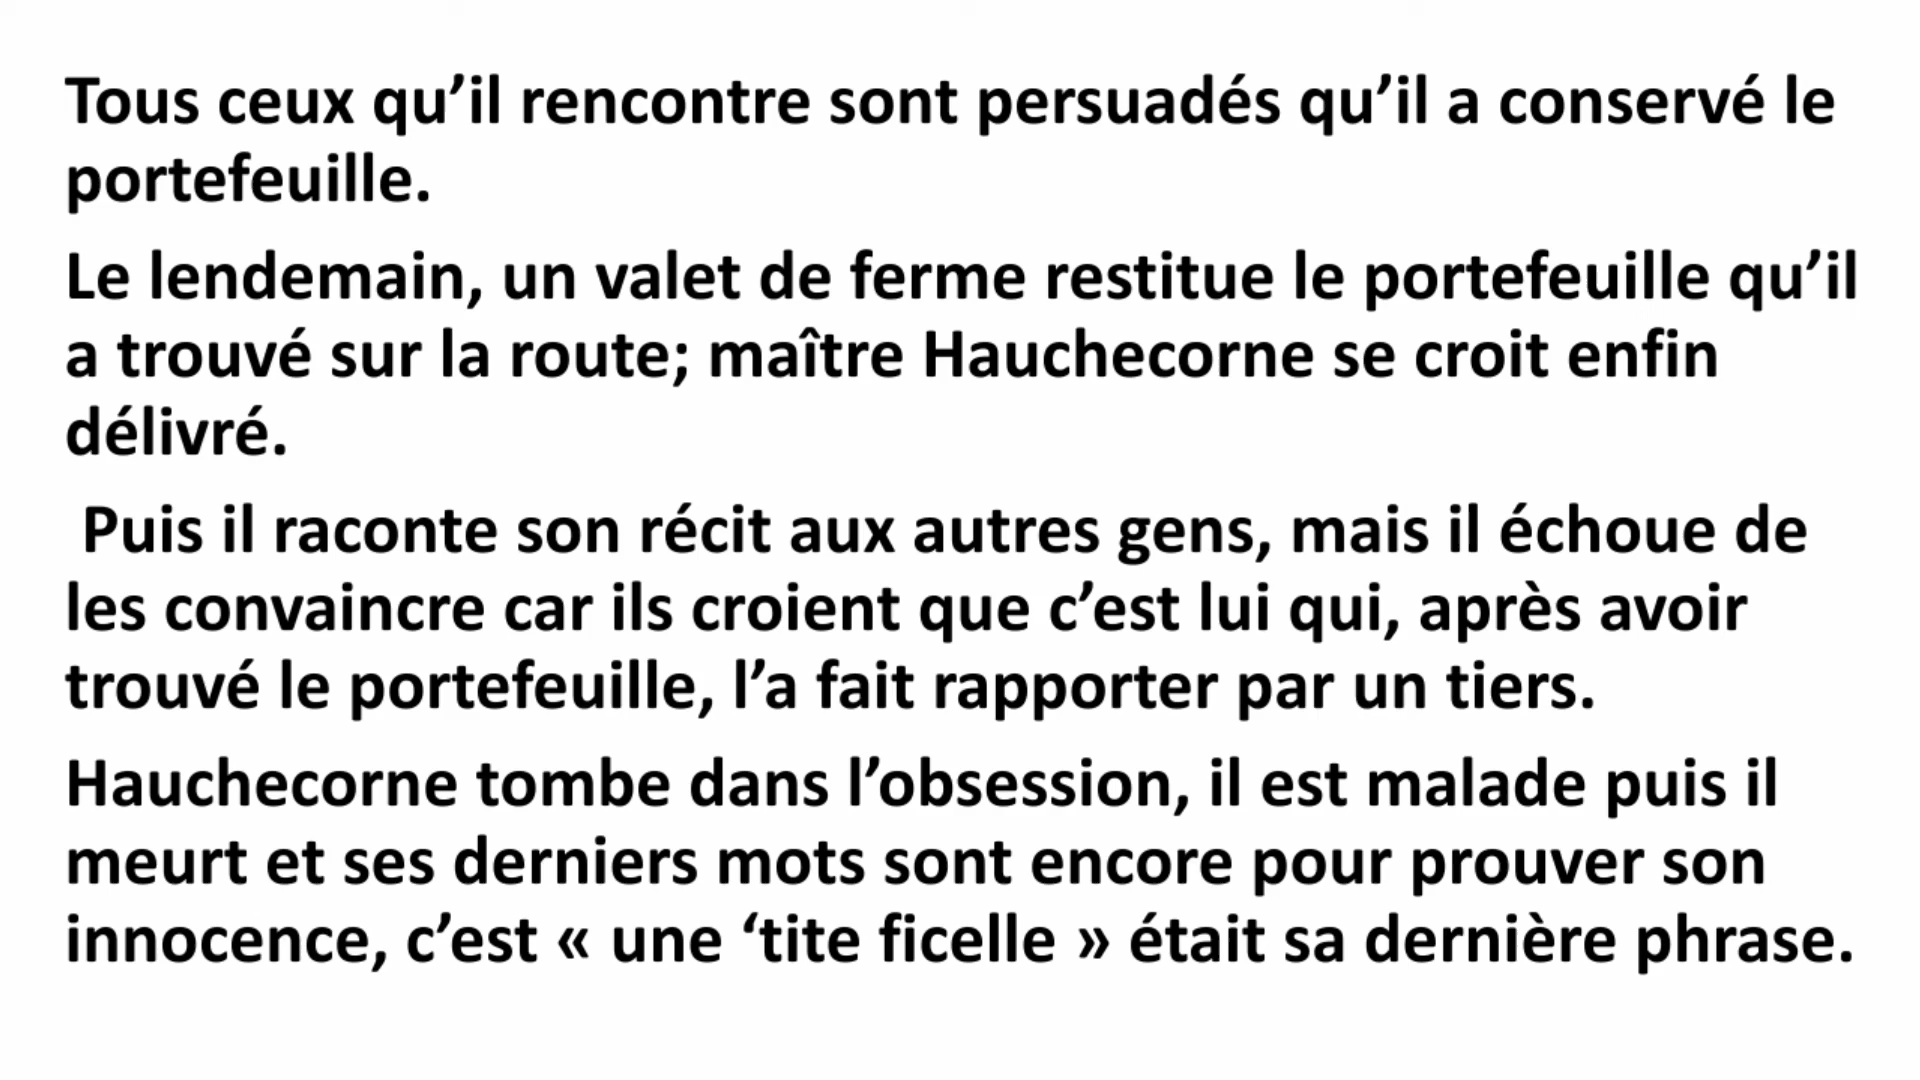 Tous ceux qu’il rencontre sont persuadés qu’il a conservé le
portefeuille.
Le lendemain, un valet de ferme restitue le portefeuille qu’il
a trouvé sur la route; maître Hauchecorne se croit enfin
délivré.
Puis il raconte son récit aux autres gens, mais il échoue de
les convaincre car ils croient que c’est lui qui, après avoir
trouvé le portefeuille, l’a fait rapporter par un tiers.
Hauchecorne tombe dans l’obsession, il est malade puis il
meurt et ses derniers mots sont encore pour prouver son
innocence, c’est « une ‘tite ficelle » était sa dernière phrase.